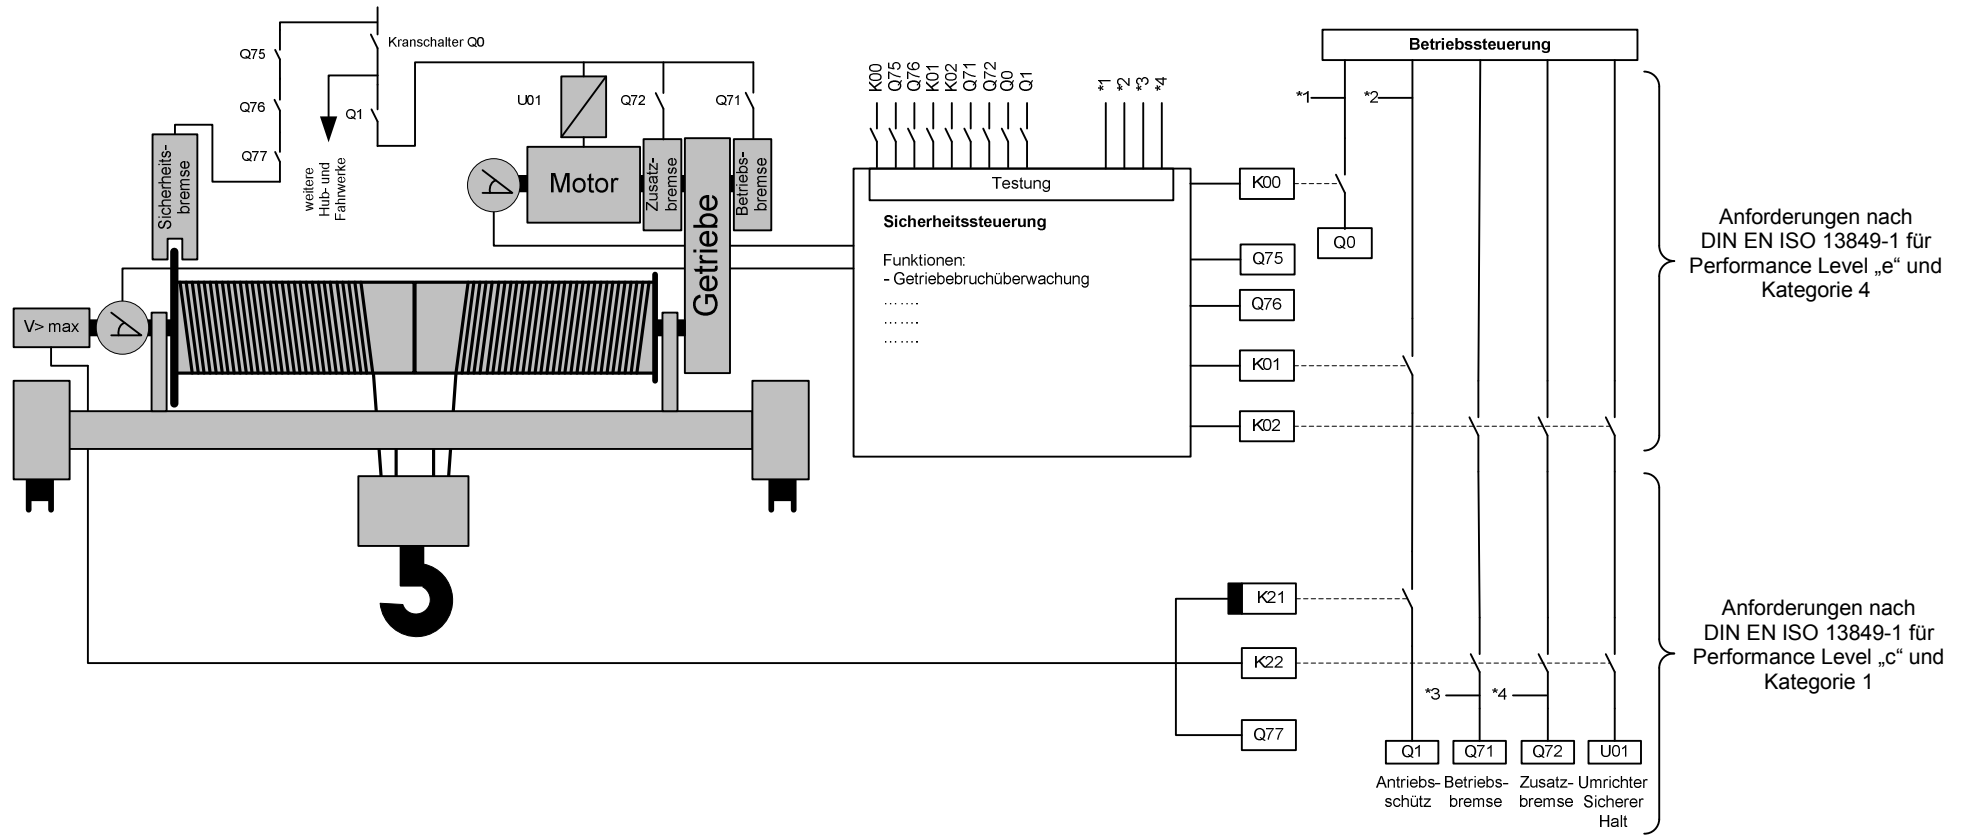 Kranschalter Q0
Q75
Q76
Q77
Q1
weitere
Hub- und
Fahrwerke
Sicherheits-
bremse
U01
Q72
Q71
Motor
Zusatz-
bremse
Betriebs-
bremse
Getriebe
V> max
K00
Q75
Q76
K01
K02
Q71
Q72
Q0
Q1
*1
*2
*3
*4
Testung
Sicherheitssteuerung
Funktionen:
- Getriebebruchüberwachung
.......
.......
.......
K00
Q75
Q76
K01
K02
K21
K22
Q77
Betriebssteuerung
*1
*2
Q0
*3
*4
Q1
Q71
Q72
U01
Antriebs-
schütz
Betriebs-
bremse
Zusatz-
bremse
Umrichter
Sicherer
Halt
Anforderungen nach
DIN EN ISO 13849-1 für
Performance Level „e“ und
Kategorie 4
Anforderungen nach
DIN EN ISO 13849-1 für
Performance Level „c“ und
Kategorie 1